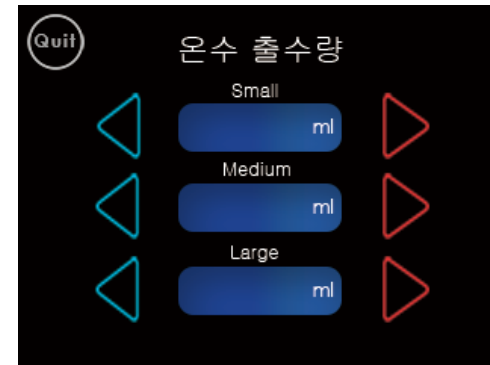 Quit
온수 출수량
Small
ml
Medium
ml
Large
ml